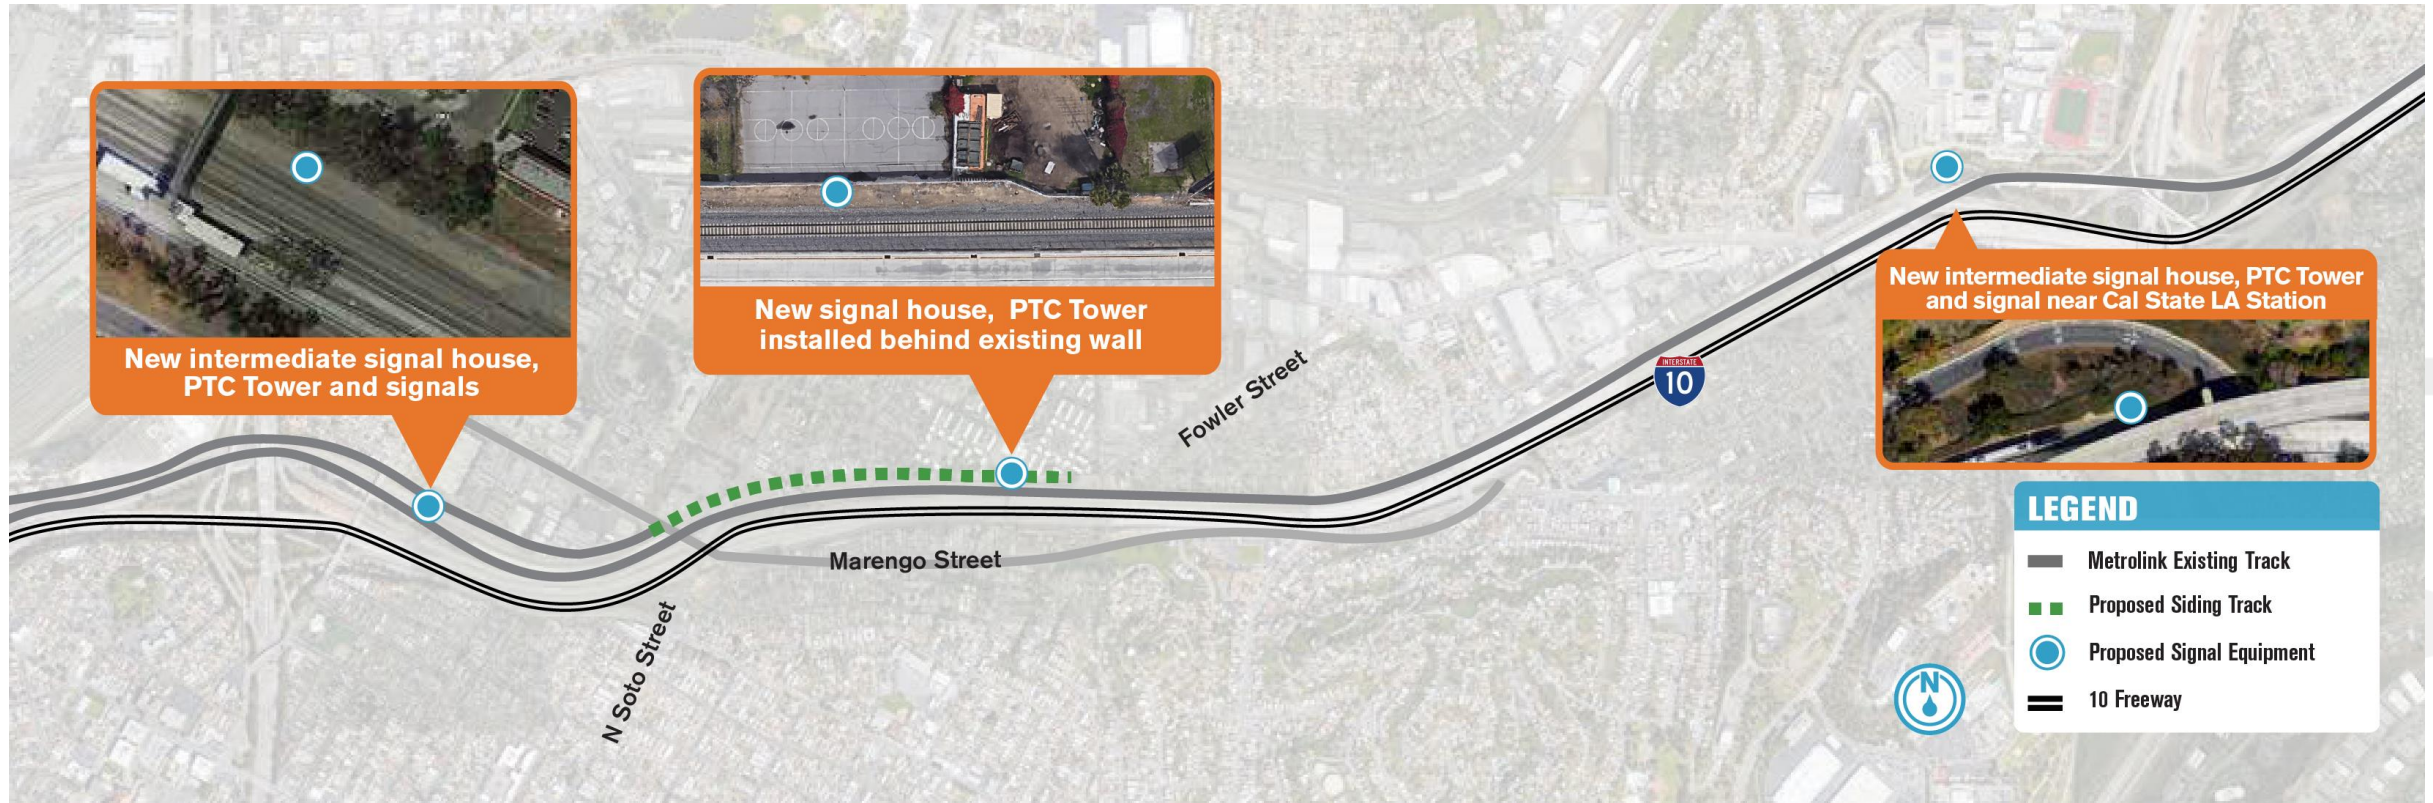 New intermediate signal house,
PTC Tower and signals
New signal house, PTC Tower
installed behind existing wall
New intermediate signal house, PTC Tower
and signal near Cal State LA Station
Fowler Street
INTERSTATE
10
Marengo Street
N Soto Street
N
LEGEND
Metrolink Existing Track
Proposed Siding Track
Proposed Signal Equipment
10 Freeway